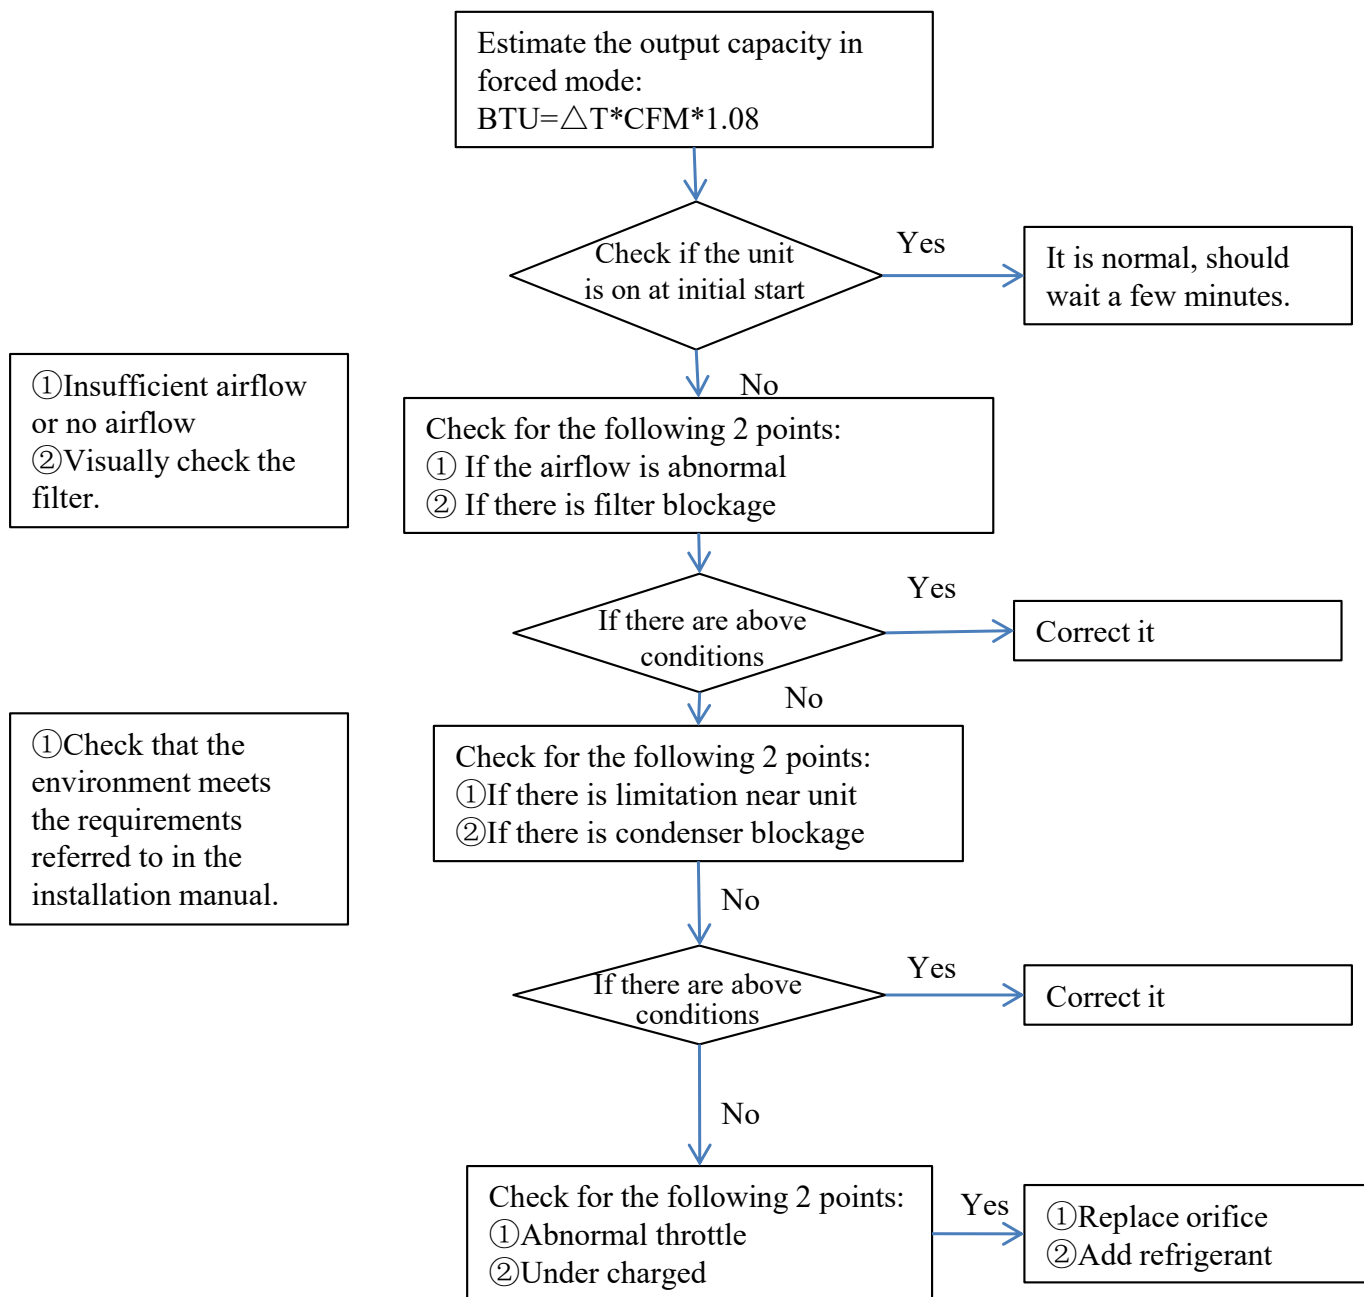 Estimate the output capacity in
forced mode:
BTU=△T*CFM*1.08
Check if the unit
is on at initial start
Yes
It is normal, should
wait a few minutes.
No
①Insufficient airflow
or no airflow
②Visually check the
filter.
Check for the following 2 points:
① If the airflow is abnormal
② If there is filter blockage
If there are above
conditions
Yes
Correct it
No
①Check that the
environment meets
the requirements
referred to in the
installation manual.
Check for the following 2 points:
①If there is limitation near unit
②If there is condenser blockage
No
If there are above
conditions
Yes
Correct it
No
Check for the following 2 points:
①Abnormal throttle
②Under charged
Yes
①Replace orifice
②Add refrigerant